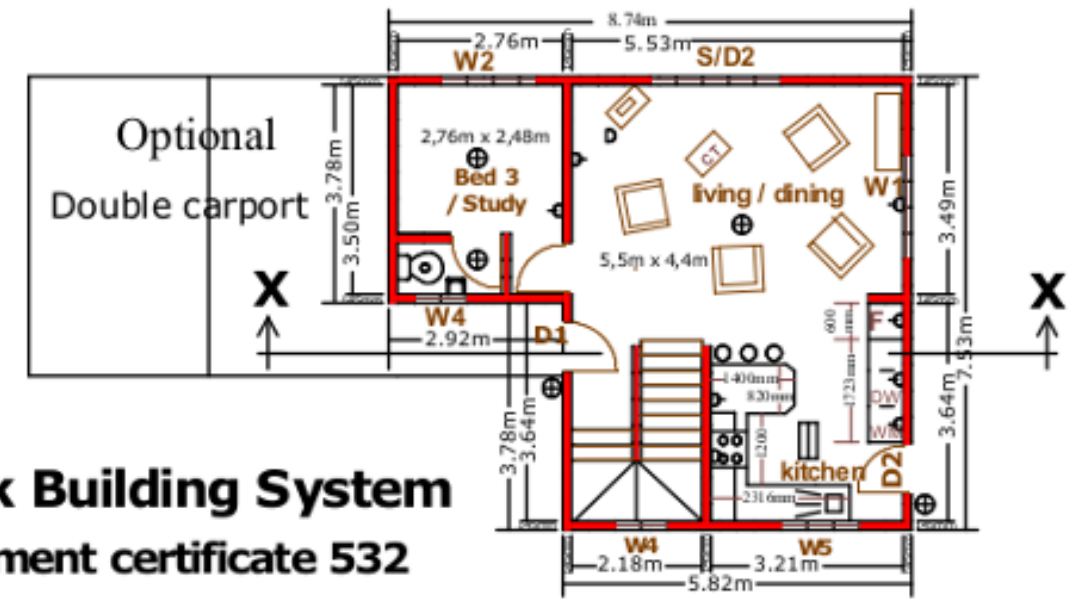 8.74m
2.76m
5.53m
W2
S/D2
Optional
Double carport
3.78m
3.50m
2,76m x 2,48m
Bed 3
/ Study
D
CT
living / dining
W1
5,5m x 4,4m
3.49m
X
X
W4
2.92m
D1
600
mm
F
7.53m
1400mm
820mm
1723mm
DW
WM
3.78m
3.64m
1200
3.64m
kitchen
D2
2316mm
k Building System
ment certificate 532
W4
W5
2.18m
3.21m
5.82m